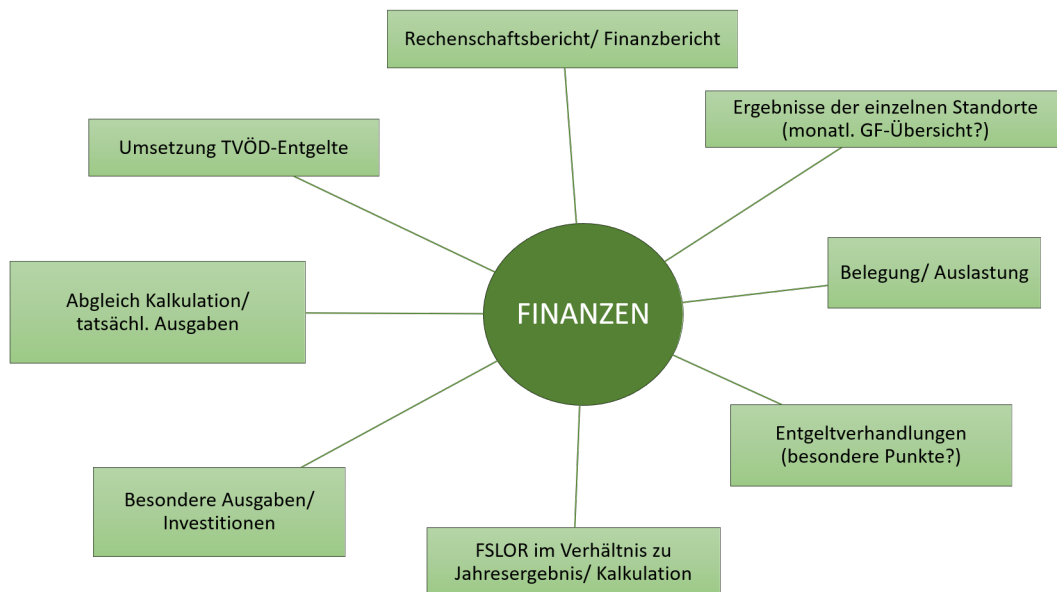 Rechenschaftsbericht/ Finanzbericht
Ergebnisse der einzelnen Standorte
(monatl. GF-Übersicht?)
Umsetzung TVÖD-Entgelte
Belegung/ Auslastung
Abgleich Kalkulation/
tatsächl. Ausgaben
FINANZEN
Entgeltverhandlungen
(besondere Punkte?)
Besondere Ausgaben/
Investitionen
FSLOR im Verhältnis zu
Jahresergebnis/ Kalkulation